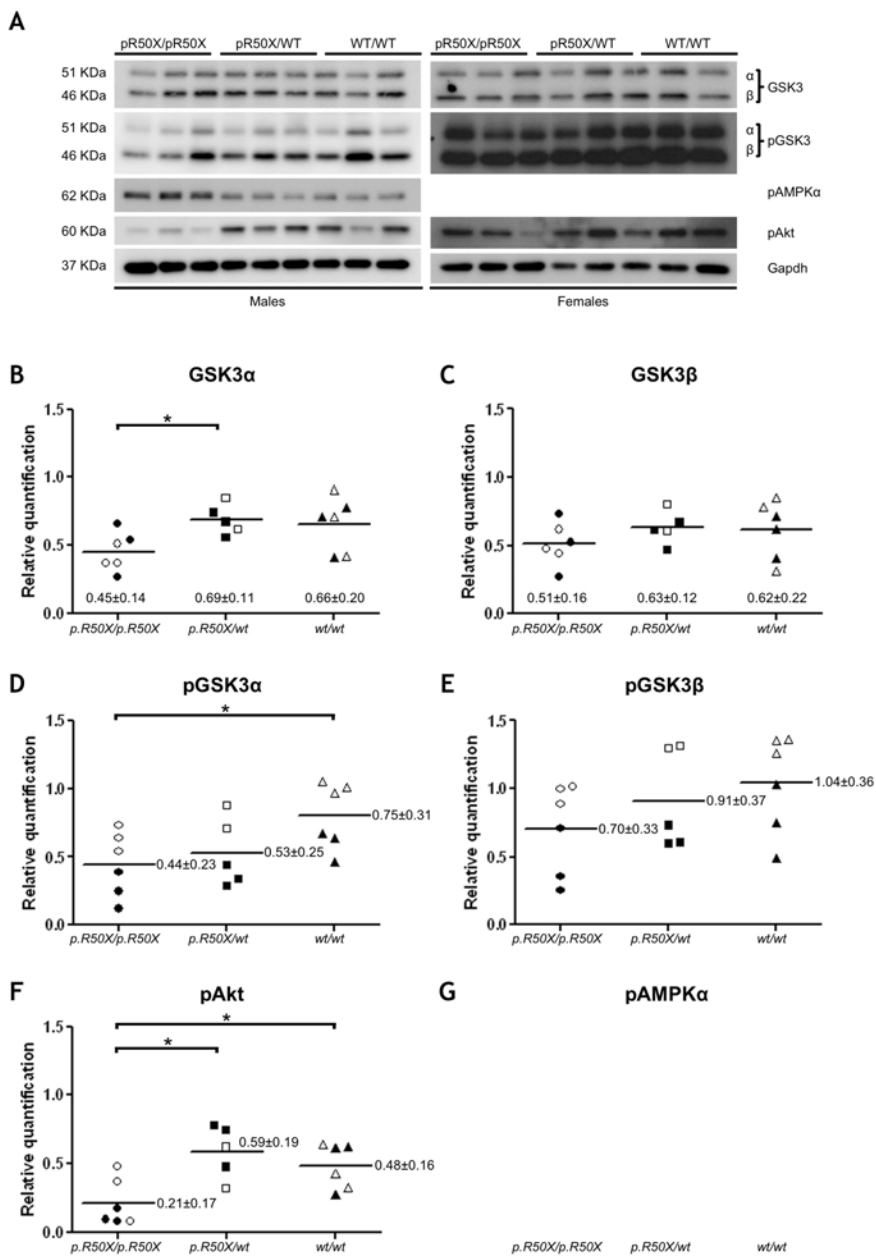 A
pR50X/pR50X pR50X/WT WT/WT pR50X/pR50X pR50X/WT WT/WT
51 KDa α
46 KDa β GSK3
51 KDa α
46 KDa β pGSK3
62 KDa pAMPKα
60 KDa pAkt
37 KDa Gapdh
Males Females
B GSK3α
Relative quantification
1.5
1.0
0.5
0.0
*
0.45±0.14 0.69±0.11 0.66±0.20
p.R50X/p.R50X p.R50X/wt wt/wt
C GSK3β
Relative quantification
1.5
1.0
0.5
0.0
0.51±0.16 0.63±0.12 0.62±0.22
p.R50X/p.R50X p.R50X/wt wt/wt
D pGSK3α
Relative quantification
1.5
1.0
0.5
0.0
*
0.44±0.23 0.53±0.25 0.75±0.31
p.R50X/p.R50X p.R50X/wt wt/wt
E pGSK3β
Relative quantification
1.5
1.0
0.5
0.0
0.70±0.33 0.91±0.37 1.04±0.36
p.R50X/p.R50X p.R50X/wt wt/wt
F pAkt
Relative quantification
1.5
1.0
0.5
0.0
*
*
0.21±0.17 0.59±0.19 0.48±0.16
p.R50X/p.R50X p.R50X/wt wt/wt
G pAMPKα
p.R50X/p.R50X p.R50X/wt wt/wt